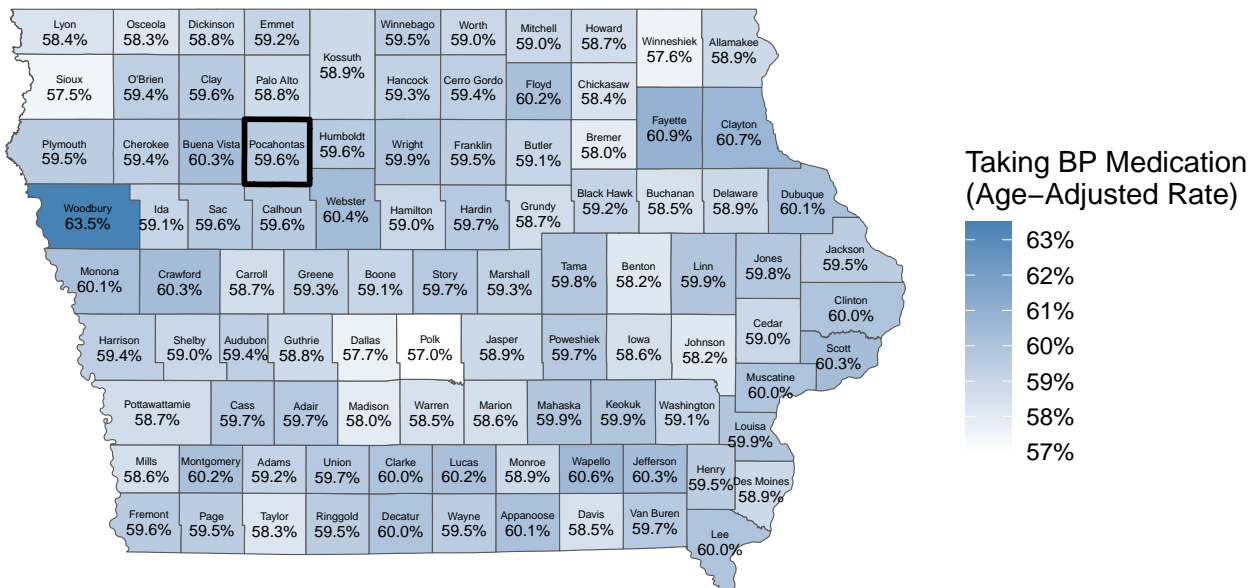 Lyon
58.4%
Osceola
58.3%
Dickinson
58.8%
Emmet
59.2%
Winnebago
59.5%
Worth
59.0%
Mitchell
59.0%
Howard
58.7%
Winneshiek
57.6%
Allamakee
58.9%
Kossuth
58.9%
Sioux
57.5%
O'Brien
59.4%
Clay
59.6%
Palo Alto
58.8%
Hancock
59.3%
Cerro Gordo
59.4%
Floyd
60.2%
Chickasaw
58.4%
Fayette
60.9%
Clayton
60.7%
Plymouth
59.5%
Cherokee
59.4%
Buena Vista
60.3%
Pocahontas
59.6%
Humboldt
59.6%
Wright
59.9%
Franklin
59.5%
Butler
59.1%
Bremer
58.0%
Woodbury
63.5%
Ida
59.1%
Sac
59.6%
Calhoun
59.6%
Webster
60.4%
Hamilton
59.0%
Hardin
59.7%
Grundy
58.7%
Black Hawk
59.2%
Buchanan
58.5%
Delaware
58.9%
Dubuque
60.1%
Monona
60.1%
Crawford
60.3%
Carroll
58.7%
Greene
59.3%
Boone
59.1%
Story
59.7%
Marshall
59.3%
Tama
59.8%
Benton
58.2%
Linn
59.9%
Jones
59.8%
Jackson
59.5%
Clinton
60.0%
Harrison
59.4%
Shelby
59.0%
Audubon
59.4%
Guthrie
58.8%
Dallas
57.7%
Polk
57.0%
Jasper
58.9%
Poweshiek
59.7%
Iowa
58.6%
Johnson
58.2%
Cedar
59.0%
Scott
60.3%
Muscatine
60.0%
Pottawattamie
58.7%
Cass
59.7%
Adair
59.7%
Madison
58.0%
Warren
58.5%
Marion
58.6%
Mahaska
59.9%
Keokuk
59.9%
Washington
59.1%
Louisa
59.9%
Mills
58.6%
Montgomery
60.2%
Adams
59.2%
Union
59.7%
Clarke
60.0%
Lucas
60.2%
Monroe
58.9%
Wapello
60.6%
Jefferson
60.3%
Henry
59.5%
Des Moines
58.9%
Fremont
59.6%
Page
59.5%
Taylor
58.3%
Ringgold
59.5%
Decatur
60.0%
Wayne
59.5%
Appanoose
60.1%
Davis
58.5%
Van Buren
59.7%
Lee
60.0%
Taking BP Medication
(Age−Adjusted Rate)
63%
62%
61%
60%
59%
58%
57%